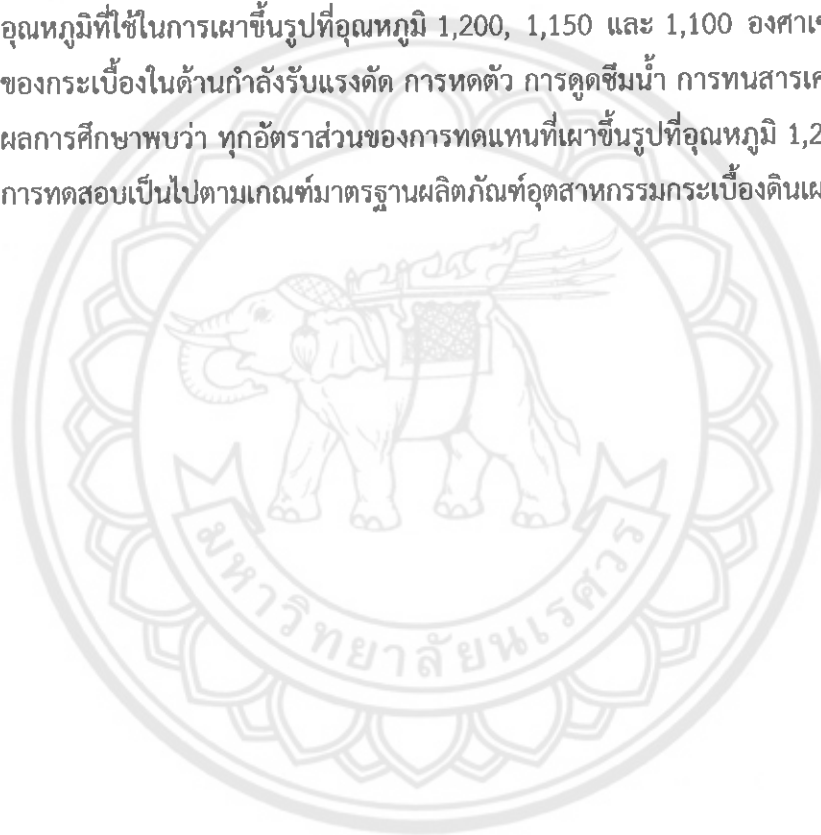 อุณหภูมิที่ใช้ในการเผาขึ้นรูปที่อุณหภูมิ 1,200, 1,150 และ 1,100 องศาเ
ของกระเบื้องในด้านกำลังรับแรงดัด การหดตัว การดูดซึมน้ำ การทนสารเค
ผลการศึกษาพบว่า ทุกอัตราส่วนของการทดแทนที่เผาขึ้นรูปที่อุณหภูมิ 1,2
การทดสอบเป็นไปตามเกณฑ์มาตรฐานผลิตภัณฑ์อุตสาหกรรมกระเบื้องดินเผ
มหาวิทยาลัยนเรศวร